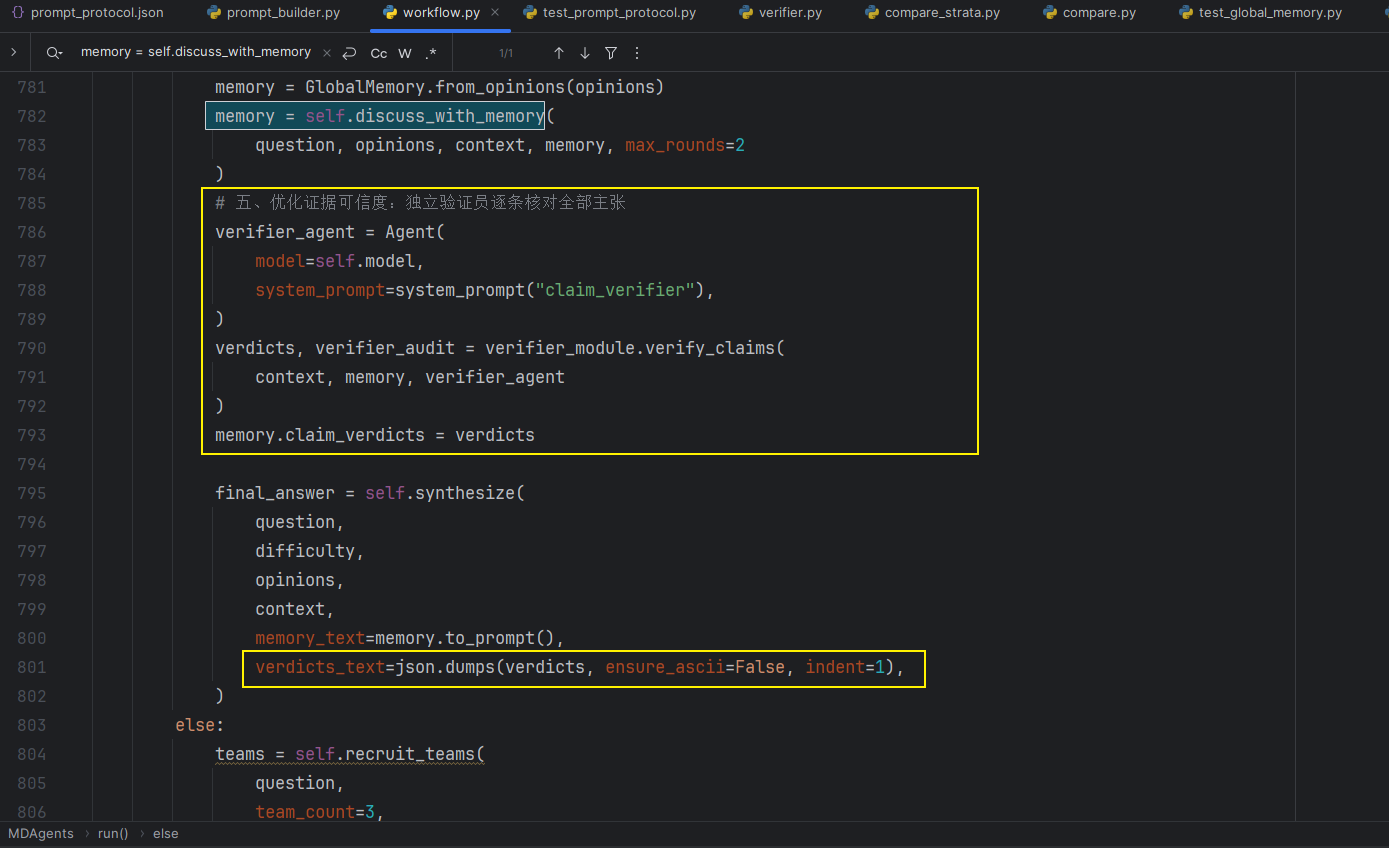 prompt_protocol.json prompt_builder.py workflow.py × test_prompt_protocol.py verifier.py compare_strata.py compare.py test_global_memory.py
memory = self.discuss_with_memory × Cc W .* 1/1
781 memory = GlobalMemory.from_opinions(opinions)
782 memory = self.discuss_with_memory(
783 question, opinions, context, memory, max_rounds=2
784 )
785 # 五、优化证据可信度：独立验证员逐条核对全部主张
786 verifier_agent = Agent(
787 model=self.model,
788 system_prompt=system_prompt("claim_verifier"),
789 )
790 verdicts, verifier_audit = verifier_module.verify_claims(
791 context, memory, verifier_agent
792 )
793 memory.claim_verdicts = verdicts
794
795 final_answer = self.synthesize(
796 question,
797 difficulty,
798 opinions,
799 context,
800 memory_text=memory.to_prompt(),
801 verdicts_text=json.dumps(verdicts, ensure_ascii=False, indent=1),
802 )
803 else:
804 teams = self.recruit_teams(
805 question,
806 team_count=3,
MDAgents › run() › else